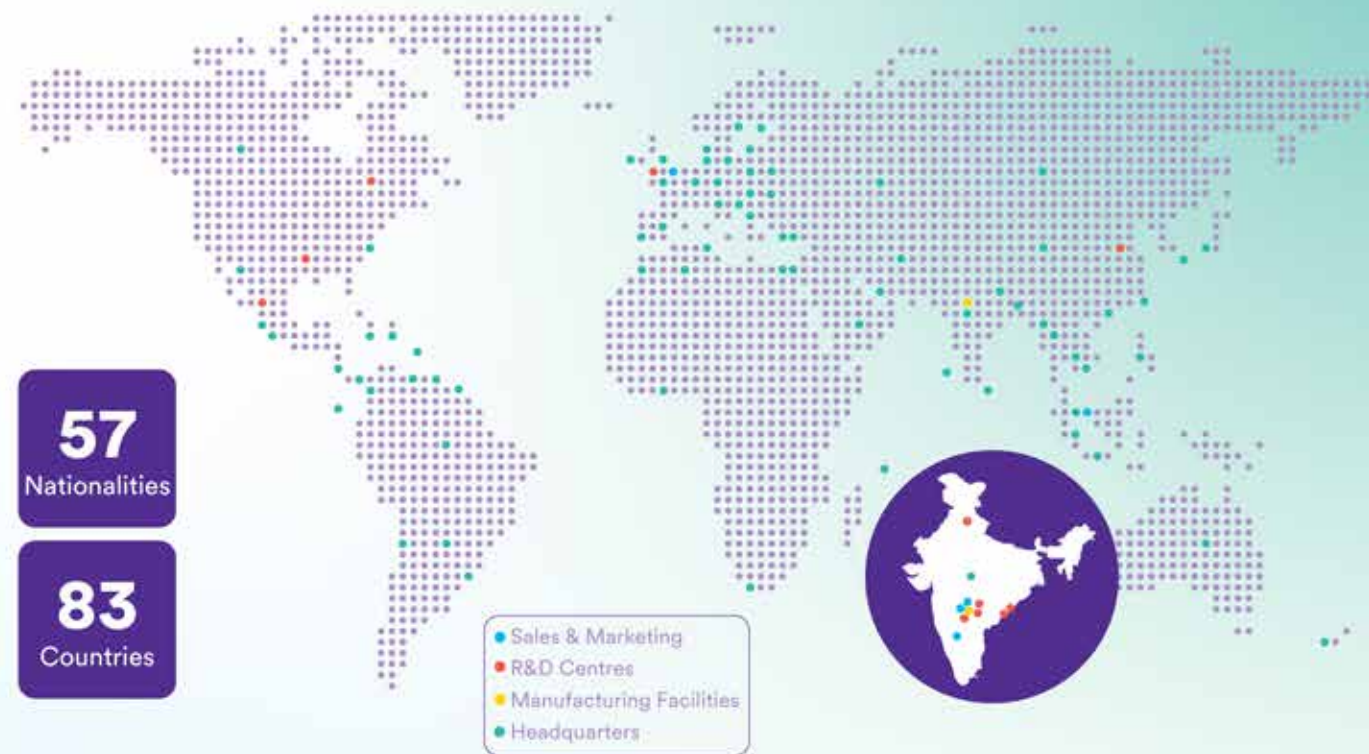 57
Nationalities
83
Countries
Sales & Marketing
R&D Centres
Manufacturing Facilities
Headquarters